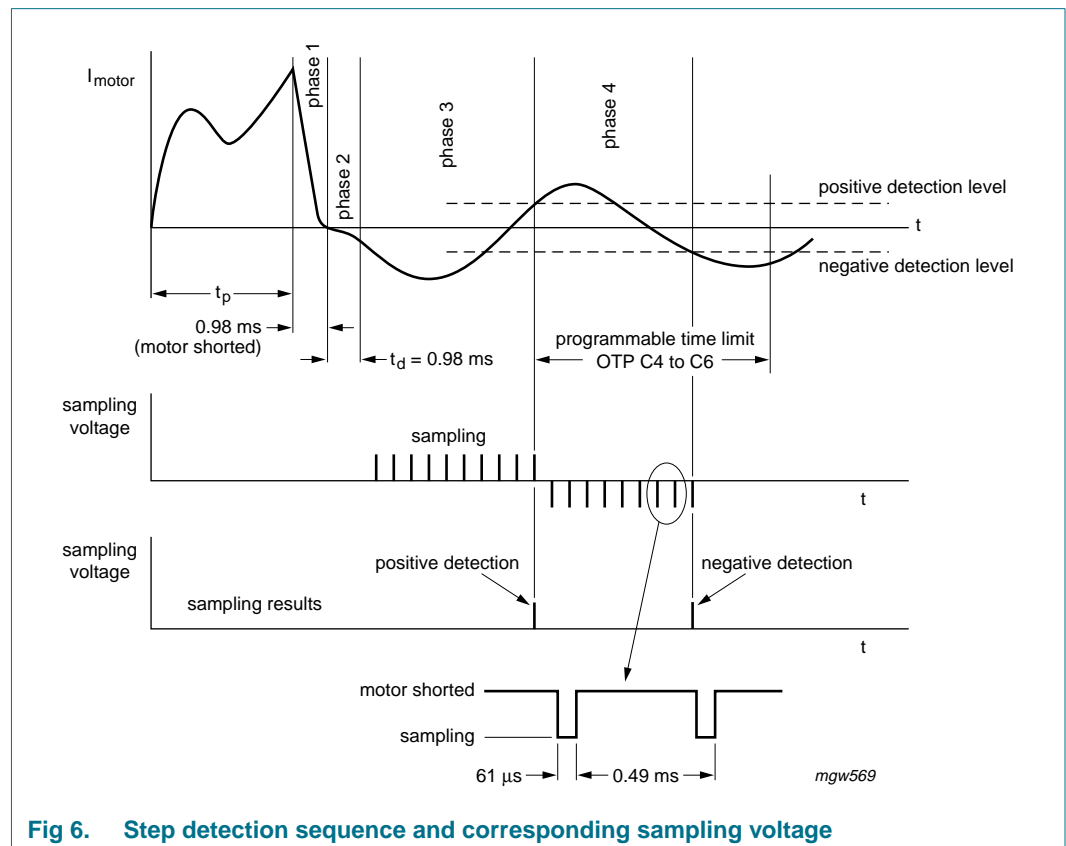 I motor
phase 1
phase 2
phase 3
phase 4
positive detection level
t
negative detection level
tp
0.98 ms
(motor shorted)
td = 0.98 ms
programmable time limit
OTP C4 to C6
sampling
voltage
sampling
t
sampling
voltage
positive detection
negative detection
sampling results
t
motor shorted
sampling
61 μs
0.49 ms
mgw569
Fig 6. Step detection sequence and corresponding sampling voltage